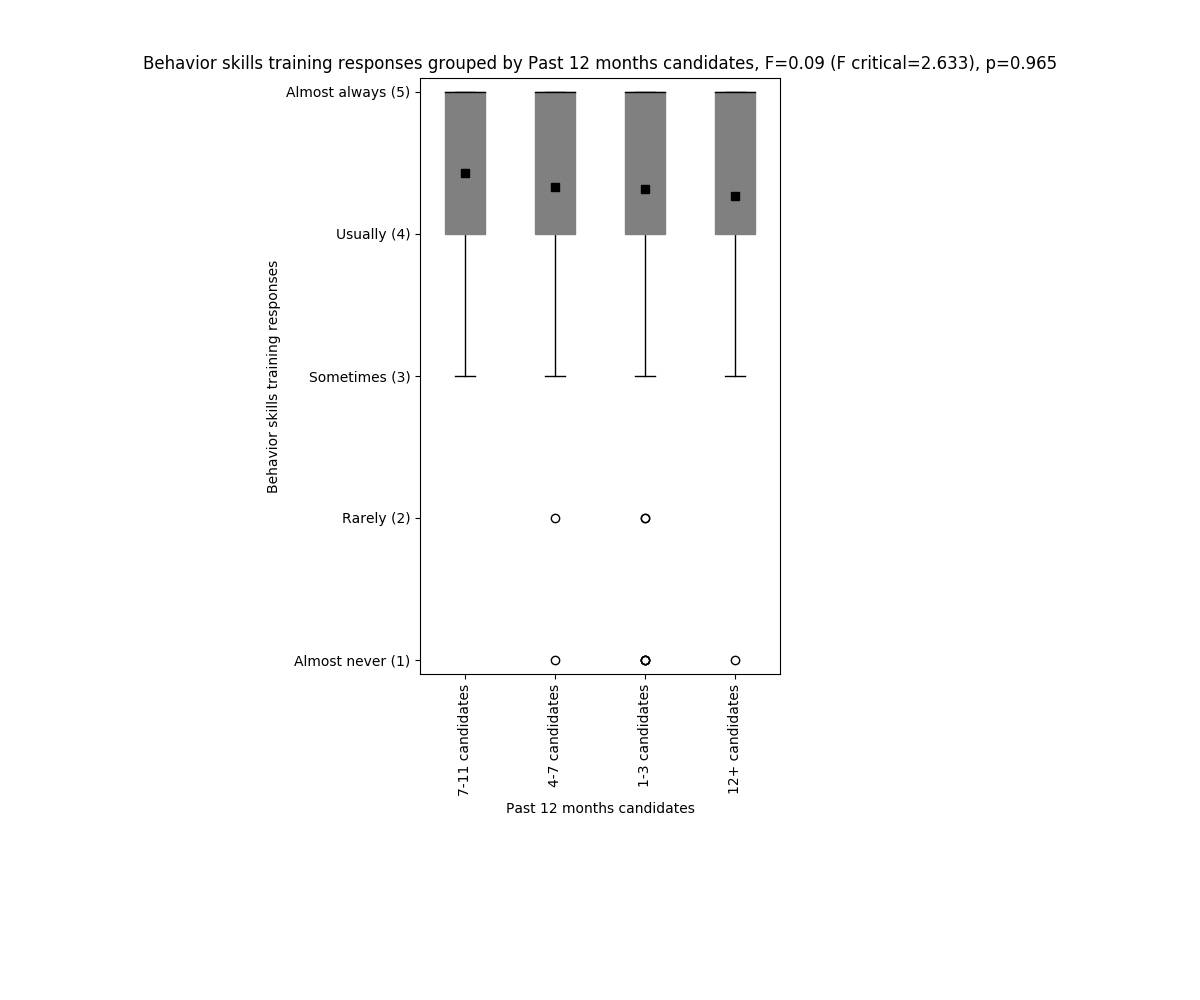 Behavior skills training responses grouped by Past 12 months candidates, F=0.09 (F critical=2.633), p=0.965
Almost always (5)
Usually (4)
Sometimes (3)
Rarely (2)
Almost never (1)
Behavior skills training responses
7-11 candidates
4-7 candidates
1-3 candidates
12+ candidates
Past 12 months candidates